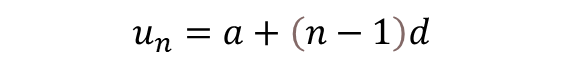 uₙ = a + (n − 1)d